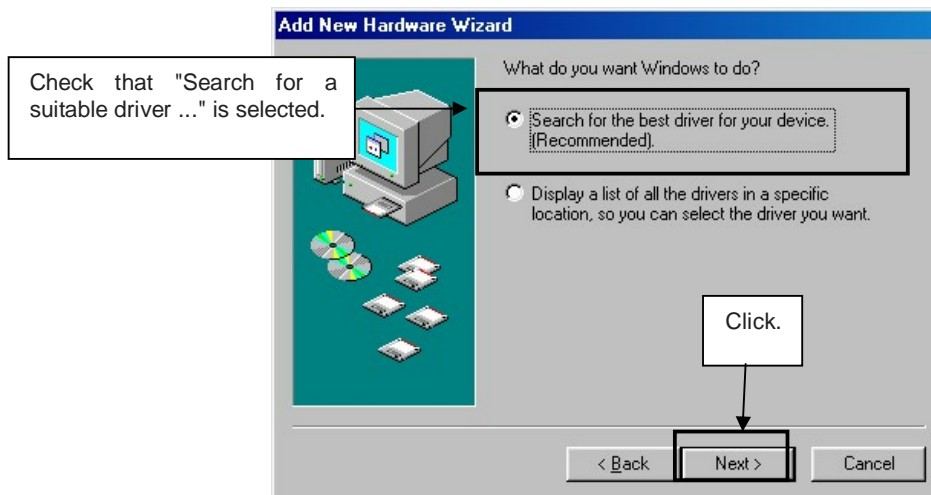 Add New Hardware Wizard
Check that "Search for a
suitable driver ..." is selected.
What do you want Windows to do?
Search for the best driver for your device.
(Recommended).
Display a list of all the drivers in a specific
location, so you can select the driver you want.
Click.
< Back
Next >
Cancel